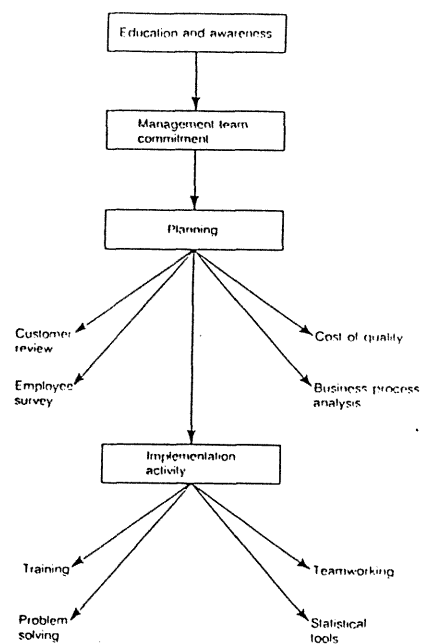 Education and awareness
Management team
commitment
Planning
Customer
review
Cost of quality
Employee
survey
Business process
analysis
Implementation
activity
Training
Teamworking
Problem
solving
Statistical
tools